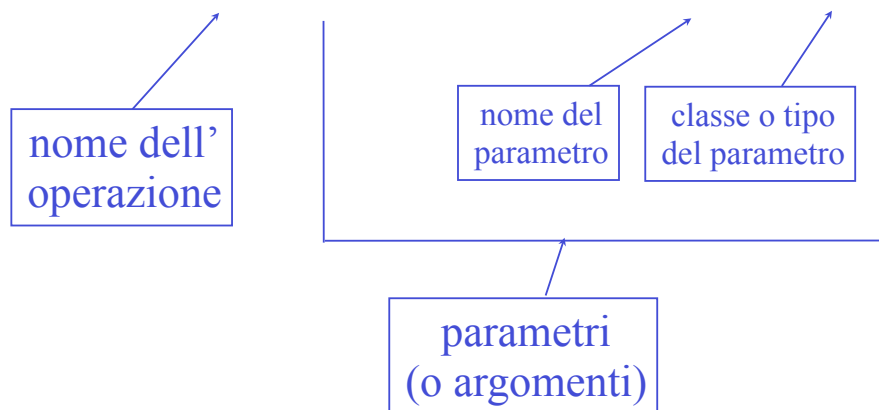 nome dell’
operazione
nome del
parametro
classe o tipo
del parametro
parametri
(o argomenti)